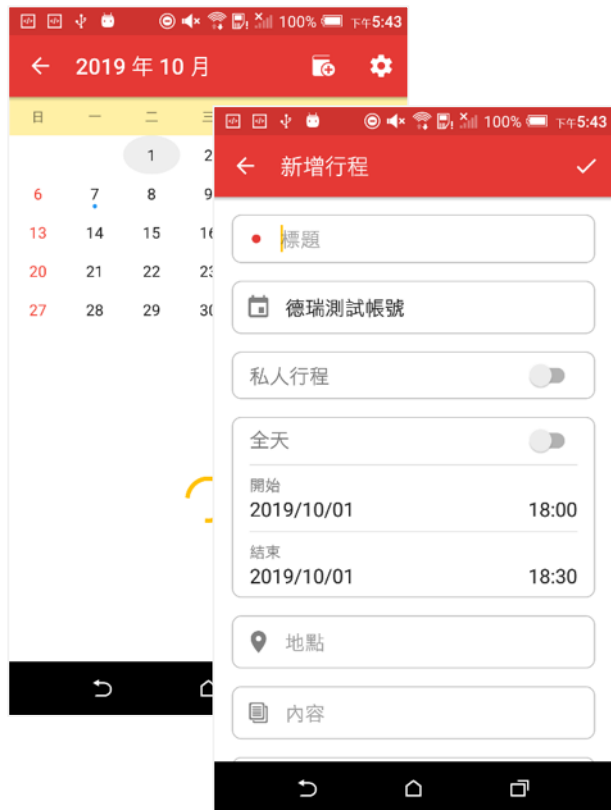 100% 下午5:43
2019 年 10 月
日 一 二 三
1 2
6 7 8 9
13 14 15 16
20 21 22 23
27 28 29 30
100% 下午5:43
新增行程
標題
德瑞測試帳號
私人行程
全天
開始
2019/10/01 18:00
結束
2019/10/01 18:30
地點
內容